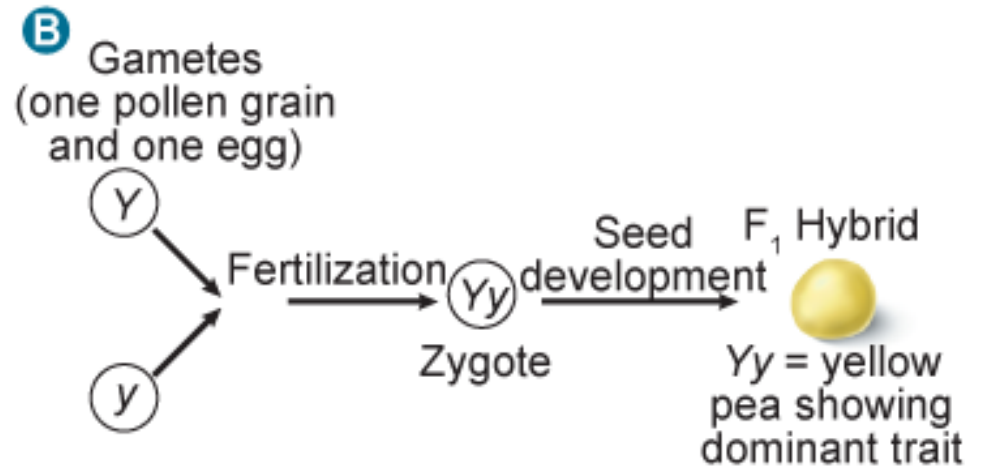 B
Gametes
(one pollen grain
and one egg)
Y
y
Fertilization
Yy
Zygote
Seed
development
F₁ Hybrid
Yy = yellow
pea showing
dominant trait